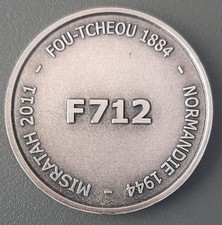 FOU-TCHEOU 1884 - NORMANDIE 1944 - MISRATAH 2011 -
F712